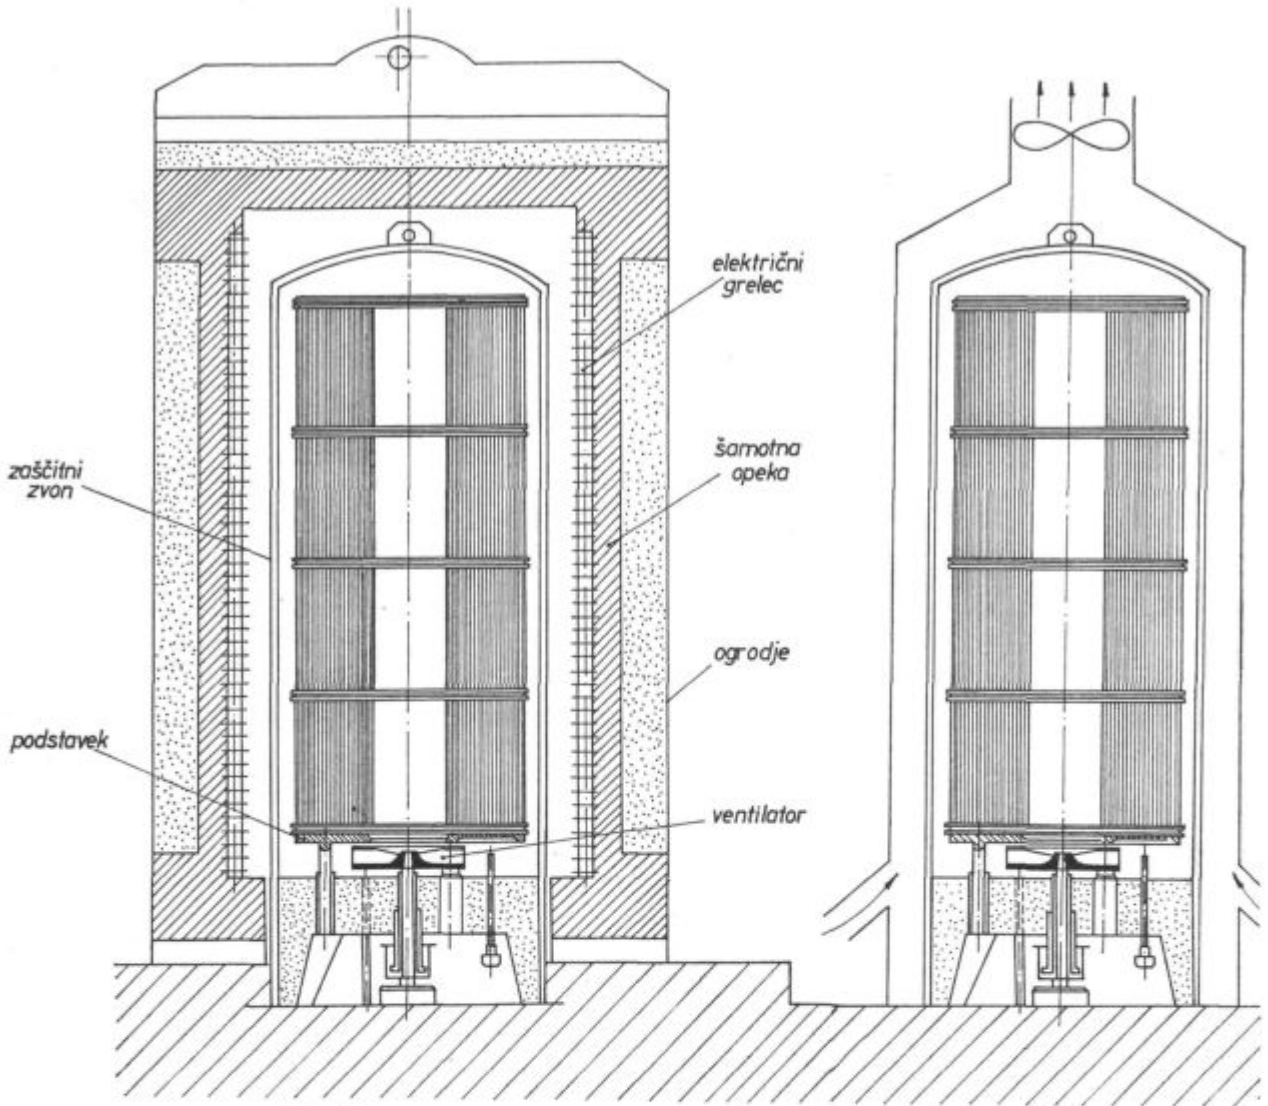 električni
grelec
zaščitni
zvon
šamotna
opeka
ogrodje
podstavek
ventilator